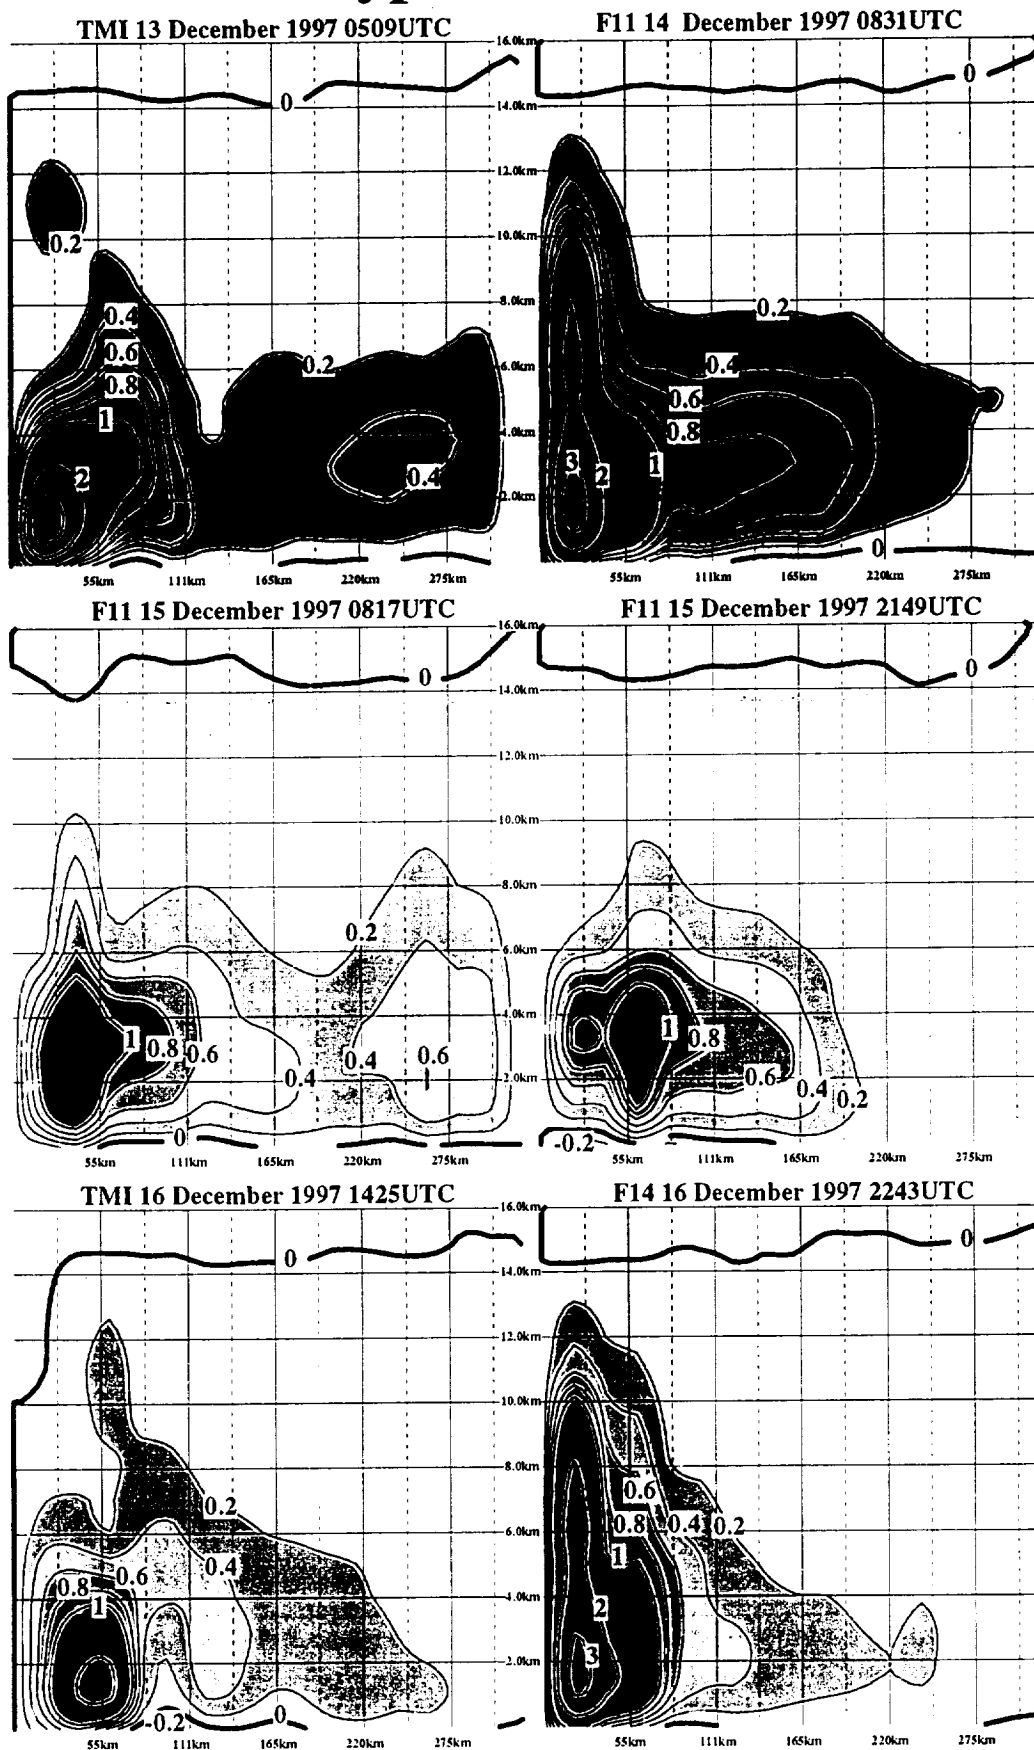 TMI 13 December 1997 0509UTC
F11 14 December 1997 0831UTC
16.0km
0
0
14.0km
12.0km
0.2
10.0km
8.0km
0.4
0.2
0.6
6.0km
0.2
0.4
0.8
0.6
1
4.0km
0.8
2
0.4
3
2
1
2.0km
0
55km
111km
165km
220km
275km
55km
111km
165km
220km
275km
F11 15 December 1997 0817UTC
F11 15 December 1997 2149UTC
16.0km
0
0
14.0km
12.0km
10.0km
8.0km
0.2
6.0km
4.0km
1
0.8
0.6
0.4
0.6
1
0.8
0.4
2.0km
0.6
0.4
0.2
0
-0.2
55km
111km
165km
220km
275km
55km
111km
165km
220km
275km
TMI 16 December 1997 1425UTC
F14 16 December 1997 2243UTC
16.0km
0
0
14.0km
12.0km
10.0km
8.0km
0.2
0.6
6.0km
0.8
0.4
0.2
0.8
0.6
0.4
1
4.0km
1
2
3
2.0km
-0.2
0
55km
111km
165km
220km
275km
55km
111km
165km
220km
275km